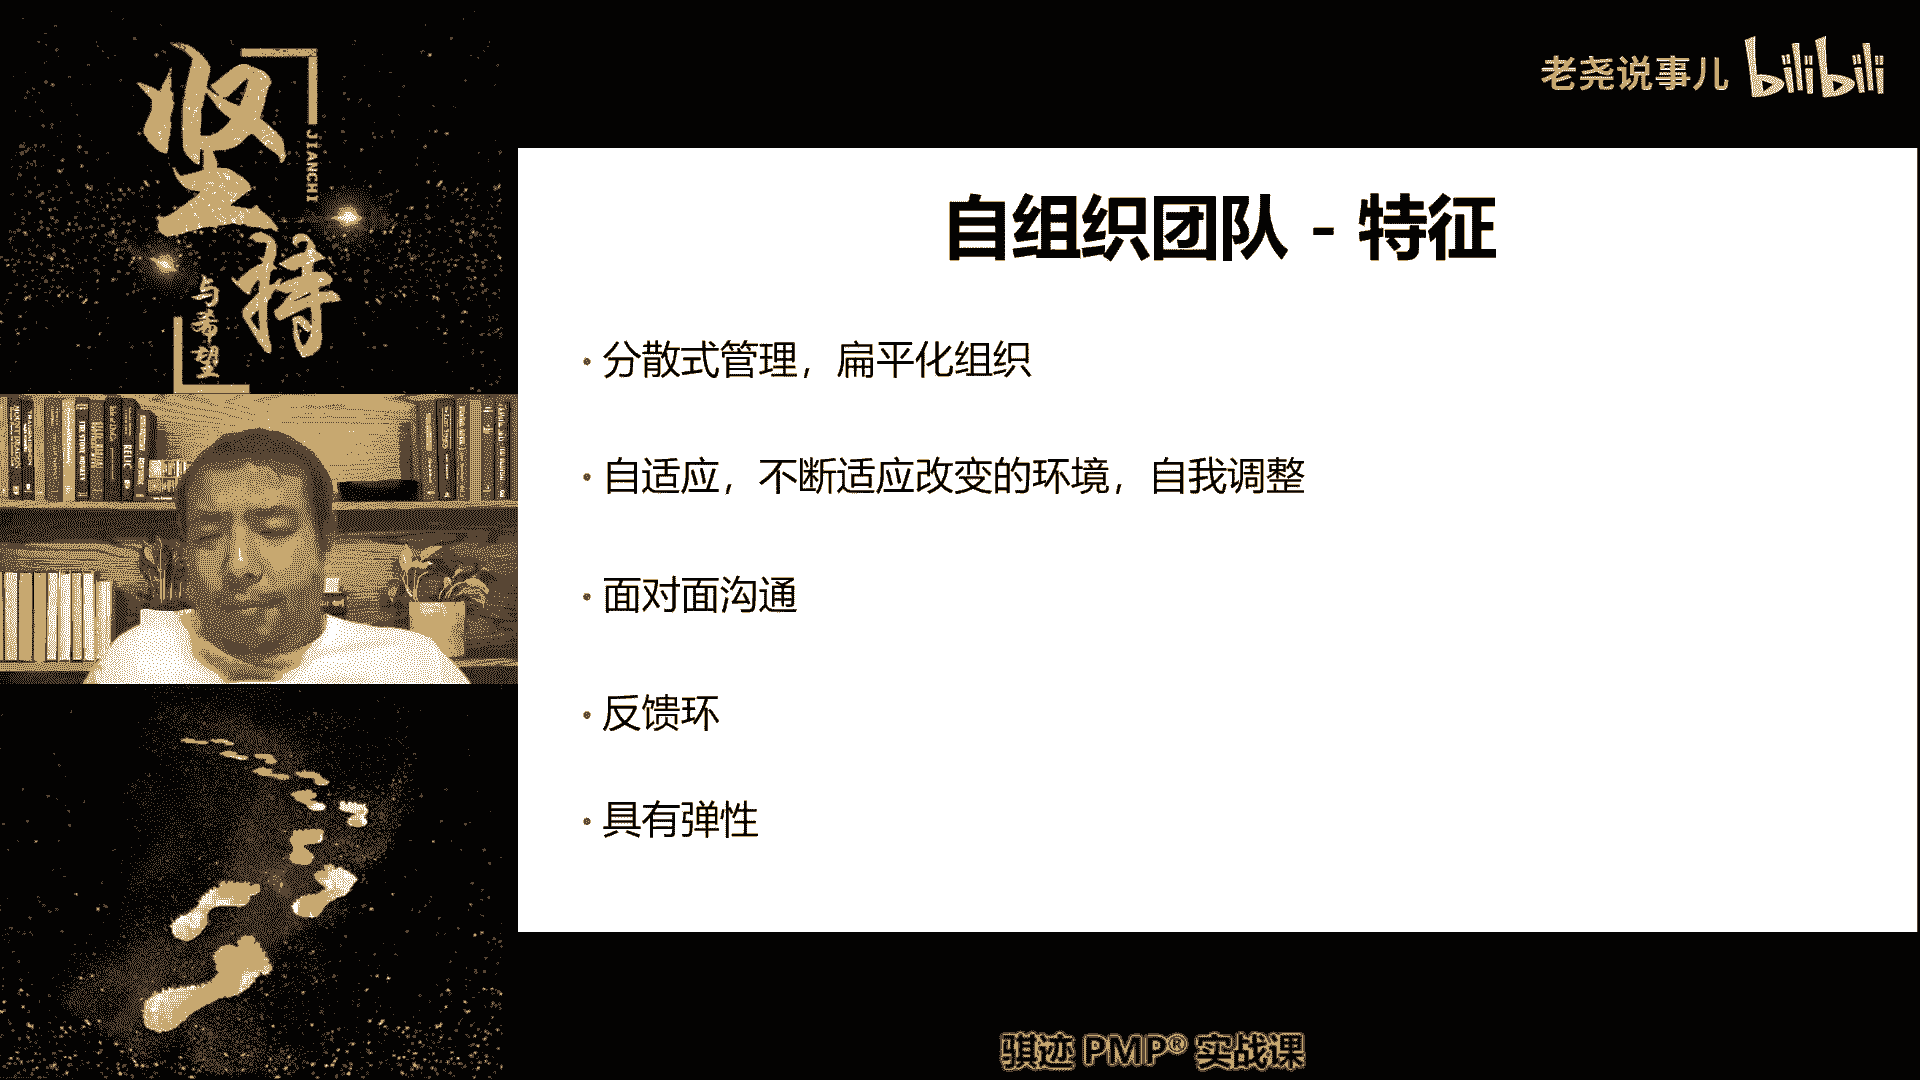 坚持
JIANCHI
与希望
老尧说事儿 bilibili
自组织团队 - 特征
• 分散式管理，扁平化组织
• 自适应，不断适应改变的环境，自我调整
• 面对面沟通
• 反馈环
• 具有弹性
骐迹 PMP® 实战课